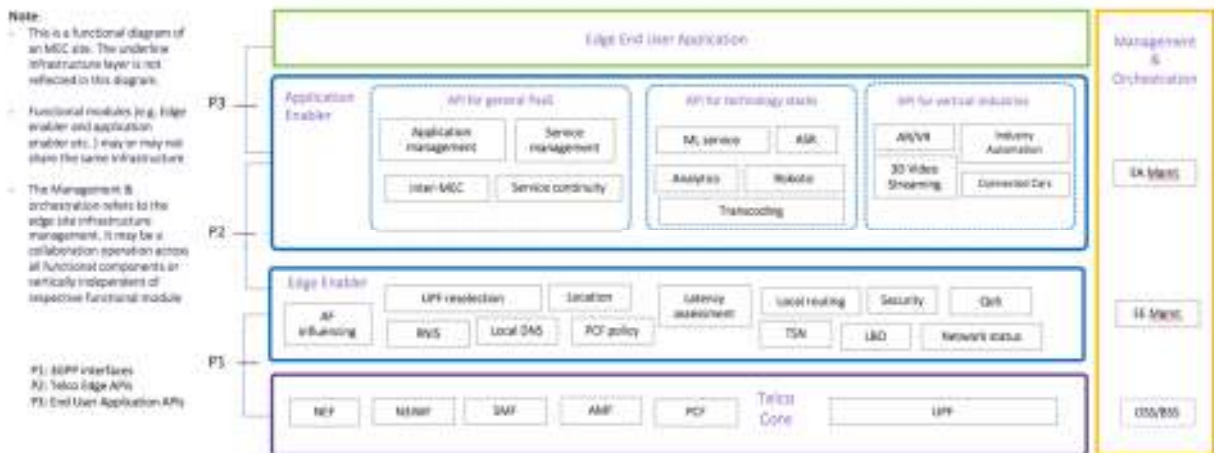 Note
- This is a functional diagram of
an MEC site. The underline
infrastructure layer is not
reflected in this diagram.
- Functional modules (e.g. Edge
enabler and application
enabler etc. ) may or may not
share the same infrastructure
- The Management &
orchestration refers to the
edge site infrastructure
management. It may be a
collaboration operation across
all functional components or
vertically independent of
respective functional module
P1: 3GPP interfaces
P2: Telco Edge APIs
P3: End User Application APIs
P3
P2
P1
Edge End User Application
Application
Enabler
API for general PaaS
Application
management
Service
management
Inter-MEC
Service continuity
API for technology stacks
ML service
ASR
Analytics
Robotic
Transcoding
API for vertical industries
AR/VR
Industry
Automation
3D Video
Streaming
Connected Cars
Edge Enabler
AF
influencing
UPF reselection
Location
RNIS
Local DNS
PCF policy
Latency
assessment
Local routing
Security
QoS
TSN
LBO
Network status
NEF
SMF
AMF
PCF
Telco
Core
UPF
Management
&
Orchestration
EA Mgmt
EE Mgmt
OSS/BSS